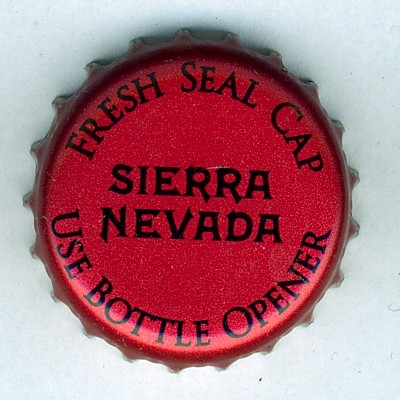 Fresh Seal Cap
SIERRA
NEVADA
Use Bottle Opener